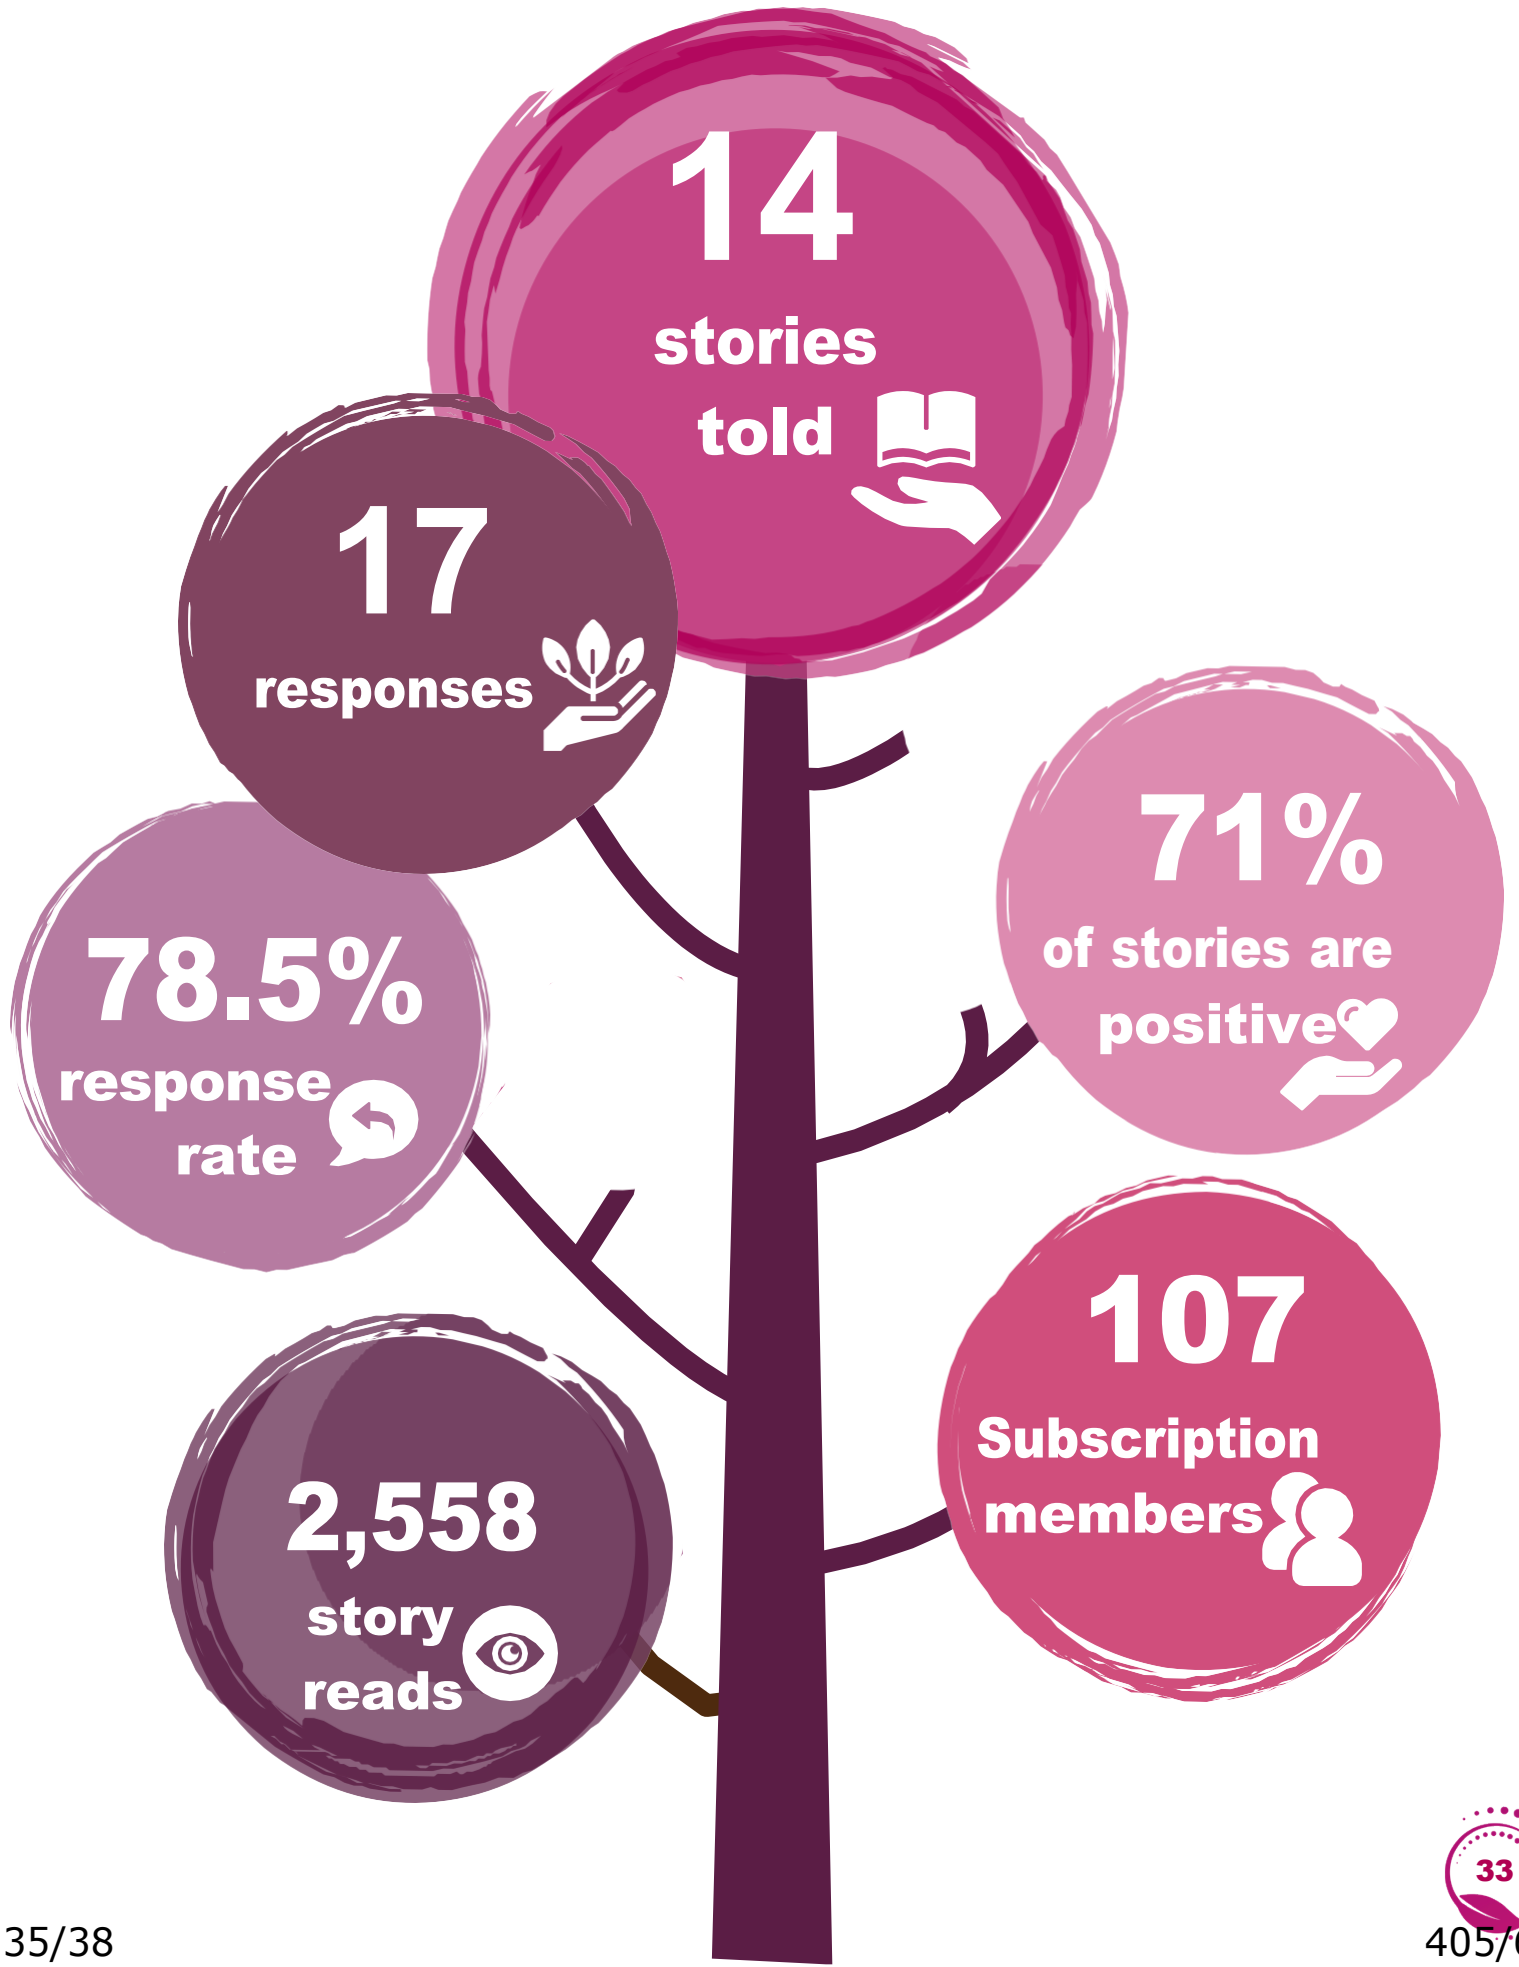 14
stories
told
17
responses
71%
of stories are
positive
78.5%
response
rate
107
Subscription
members
2,558
story
reads
33
35/38
405/